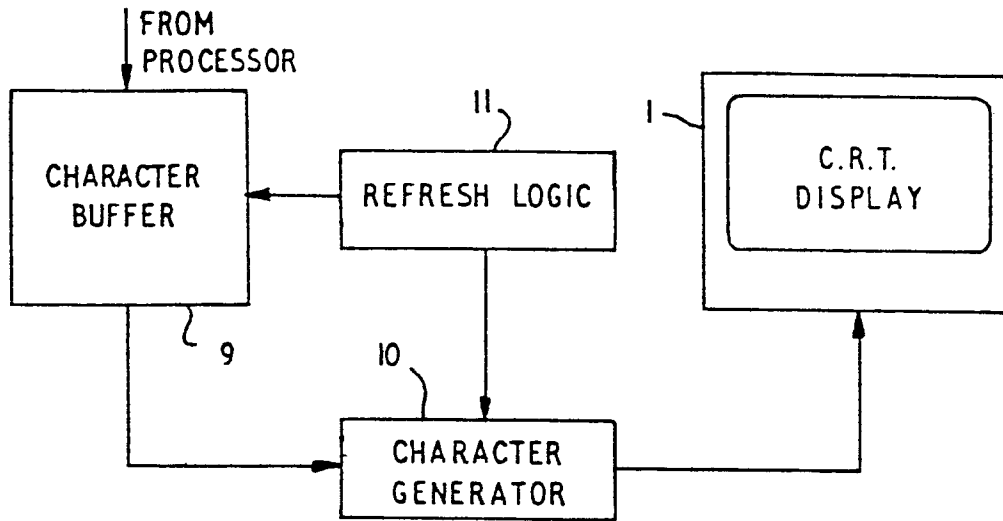 FROM
PROCESSOR
CHARACTER
BUFFER
9
11
REFRESH LOGIC
1
C.R.T.
DISPLAY
10
CHARACTER
GENERATOR